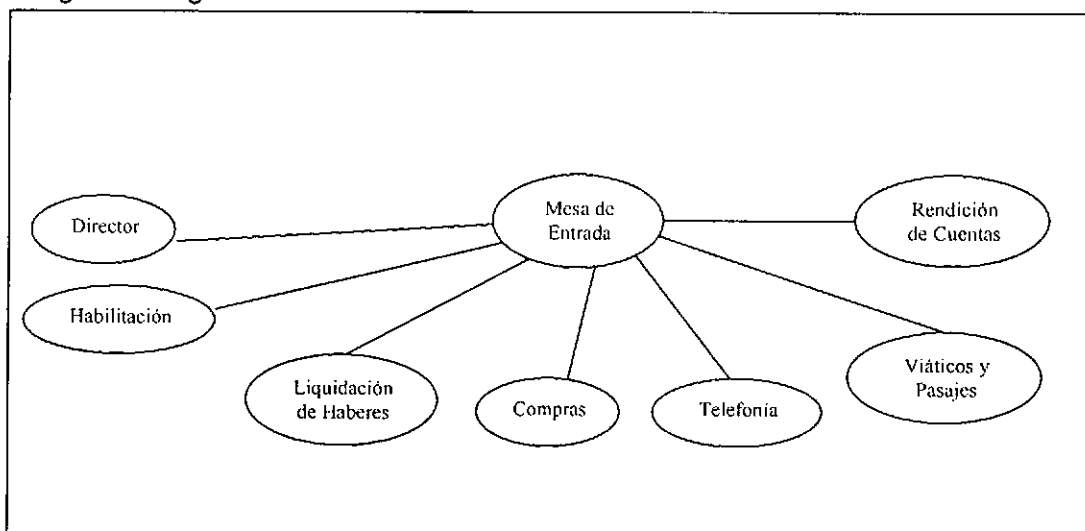 Mesa de
Entrada
Rendición
de Cuentas
Director
Habilitación
Viáticos y
Pasajes
Liquidación
de Haberes
Compras
Telefonía